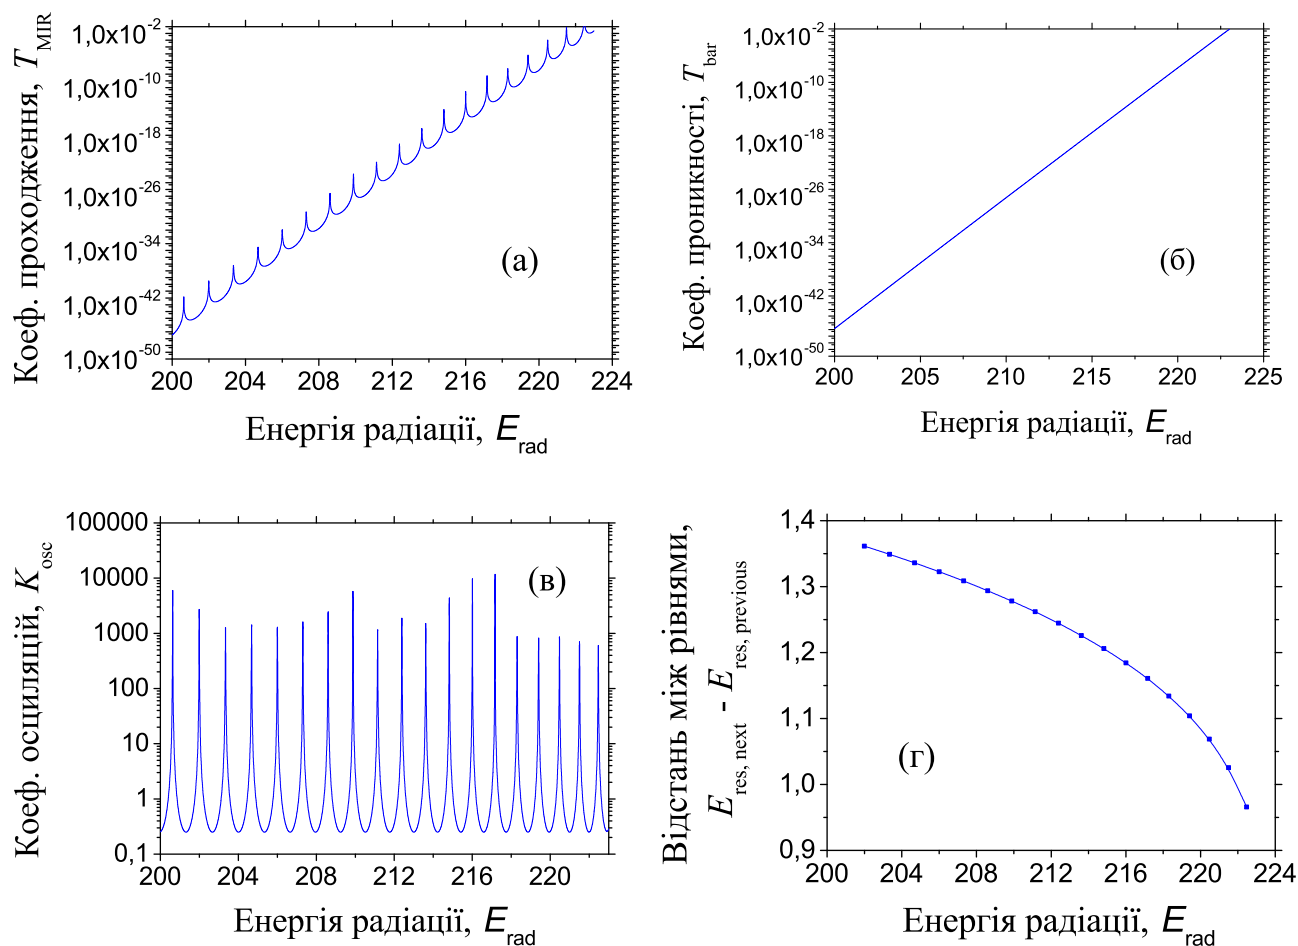 Коеф. проходження, T_MIR
1,0x10^-2
1,0x10^-10
1,0x10^-18
1,0x10^-26
1,0x10^-34
1,0x10^-42
1,0x10^-50
(а)
200 204 208 212 216 220 224
Енергія радіації, E_rad
Коеф. проникності, T_bar
1,0x10^-2
1,0x10^-10
1,0x10^-18
1,0x10^-26
1,0x10^-34
1,0x10^-42
1,0x10^-50
(б)
200 205 210 215 220 225
Енергія радіації, E_rad
Коеф. осциляцій, K_osc
100000
10000
1000
100
10
1
0,1
(в)
200 204 208 212 216 220
Енергія радіації, E_rad
Відстань між рівнями,
E_res, next - E_res, previous
1,4
1,3
1,2
1,1
1,0
0,9
(г)
200 204 208 212 216 220 224
Енергія радіації, E_rad